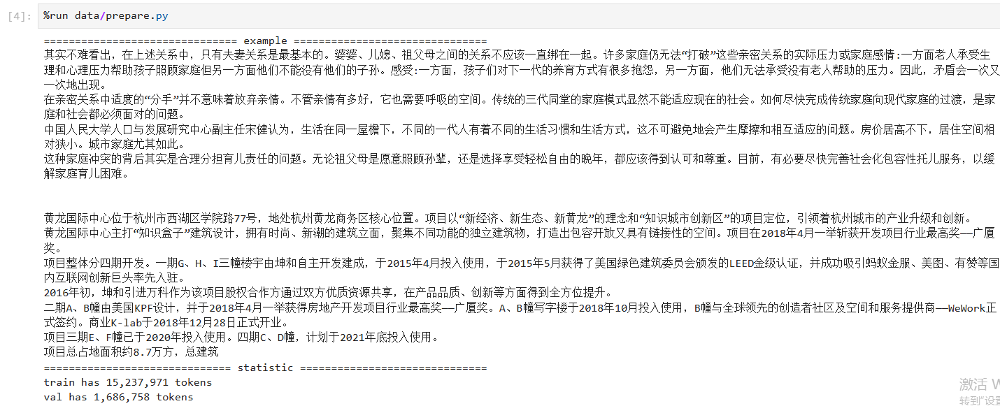 [4]: %run data/prepare.py
=============================== example ===============================
其实不难看出，在上述关系中，只有夫妻关系是最基本的。婆婆、儿媳、祖父母之间的关系不应该一直绑在一起。许多家庭仍无法“打破”这些亲密关系的实际压力或家庭感情:一方面老人承受生
理和心理压力帮助孩子照顾家庭但另一方面他们不能没有他们的子孙。感受:一方面，孩子们对下一代的养育方式有很多抱怨，另一方面，他们无法承受没有老人帮助的压力。因此，矛盾会一次又
一次地出现。
在亲密关系中适度的“分手”并不意味着放弃亲情。不管亲情有多好，它也需要呼吸的空间。传统的三代同堂的家庭模式显然不能适应现在的社会。如何尽快完成传统家庭向现代家庭的过渡，是家
庭和社会都必须面对的问题。
中国人民大学人口与发展研究中心副主任宋健认为，生活在同一屋檐下，不同的一代人有着不同的生活习惯和生活方式，这不可避免地会产生摩擦和相互适应的问题。房价居高不下，居住空间相
对狭小。城市家庭尤其如此。
这种家庭冲突的背后其实是合理分担育儿责任的问题。无论祖父母是愿意照顾孙辈，还是选择享受轻松自由的晚年，都应该得到认可和尊重。目前，有必要尽快完善社会化包容性托儿服务，以缓
解家庭育儿困难。
黄龙国际中心位于杭州市西湖区学院路77号，地处杭州黄龙商务区核心位置。项目以“新经济、新生态、新黄龙”的理念和“知识城市创新区”的项目定位，引领着杭州城市的产业升级和创新。
黄龙国际中心主打“知识盒子”建筑设计，拥有时尚、新潮的建筑立面，聚集不同功能的独立建筑物，打造出包容开放又具有链接性的空间。项目在2018年4月一举斩获开发项目行业最高奖——广厦
奖。
项目整体分四期开发。一期G、H、I三幢楼宇由坤和自主开发建成，于2015年4月投入使用，于2015年5月获得了美国绿色建筑委员会颁发的LEED金级认证，并成功吸引蚂蚁金服、美图、有赞等国
内互联网创新巨头率先入驻。
2016年初，坤和引进万科作为该项目股权合作方通过双方优质资源共享，在产品品质、创新等方面得到全方位提升。
二期A、B幢由美国KPF设计，并于2018年4月一举获得房地产开发项目行业最高奖——广厦奖。A、B幢写字楼于2018年10月投入使用，B幢与全球领先的创造者社区及空间和服务提供商——WeWork正
式签约。商业K-lab于2018年12月28日正式开业。
项目三期E、F幢已于2020年投入使用。四期C、D幢，计划于2021年底投入使用。
项目总占地面积约8.7万方，总建筑
============================== statistic ==============================
train has 15,237,971 tokens
val has 1,686,758 tokens
激活 W
转到“设置